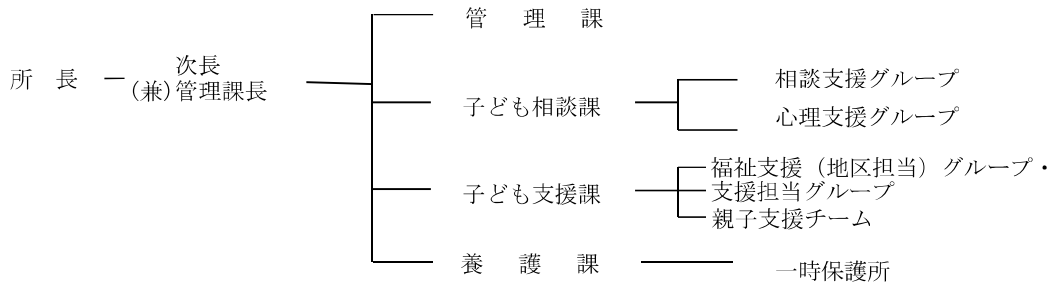 管　理　課
所　長
次長
(兼)管理課長
子ども相談課
相談支援グループ
心理支援グループ
子ども支援課
福祉支援（地区担当）グループ・
支援担当グループ
親子支援チーム
養　護　課
一時保護所